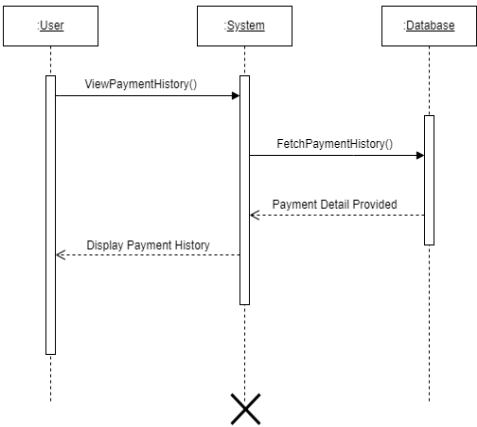 :User
:System
:Database
ViewPaymentHistory()
FetchPaymentHistory()
Payment Detail Provided
Display Payment History